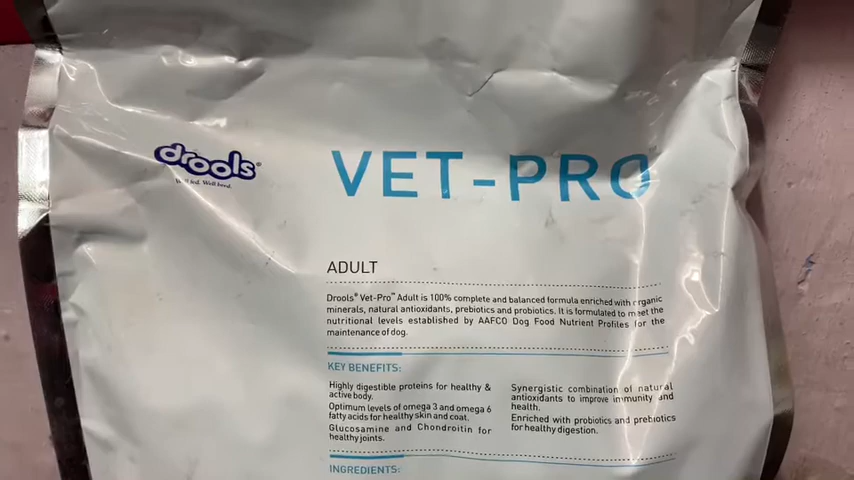 drools®
Well fed. Well bred.
VET-PRO
ADULT
Drools® Vet-Pro™ Adult is 100% complete and balanced formula enriched with organic
minerals, natural antioxidants, prebiotics and probiotics. It is formulated to meet the
nutritional levels established by AAFCO Dog Food Nutrient Profiles for the
maintenance of dog.
KEY BENEFITS:
Highly digestible proteins for healthy &
active body.
Optimum levels of omega 3 and omega 6
fatty acids for healthy skin and coat.
Glucosamine and Chondroitin for
healthy joints.
Synergistic combination of natural
antioxidants to improve immunity and
health.
Enriched with probiotics and prebiotics
for healthy digestion.
INGREDIENTS: